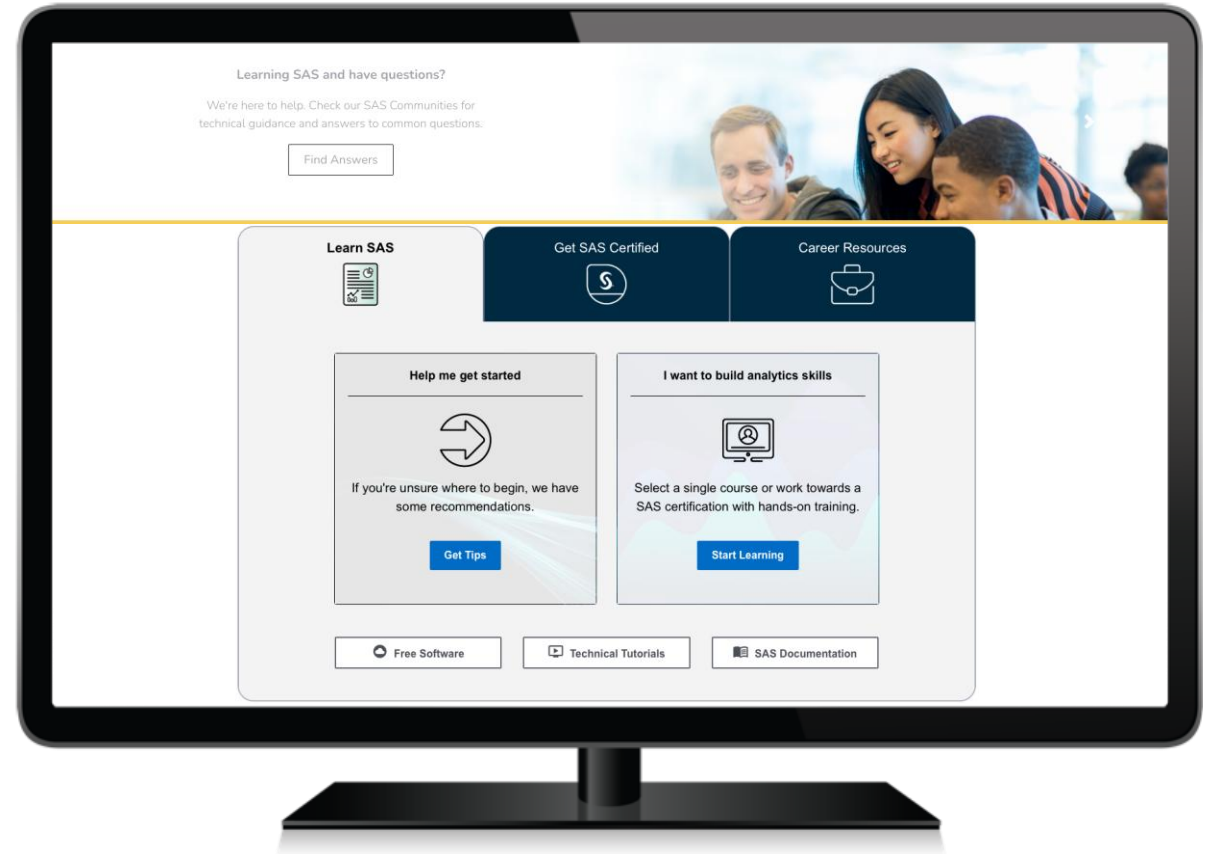 Learning SAS and have questions?
We're here to help. Check our SAS Communities for
technical guidance and answers to common questions.
Find Answers
Learn SAS
Get SAS Certified
Career Resources
Help me get started
If you're unsure where to begin, we have
some recommendations.
Get Tips
I want to build analytics skills
Select a single course or work towards a
SAS certification with hands-on training.
Start Learning
Free Software
Technical Tutorials
SAS Documentation